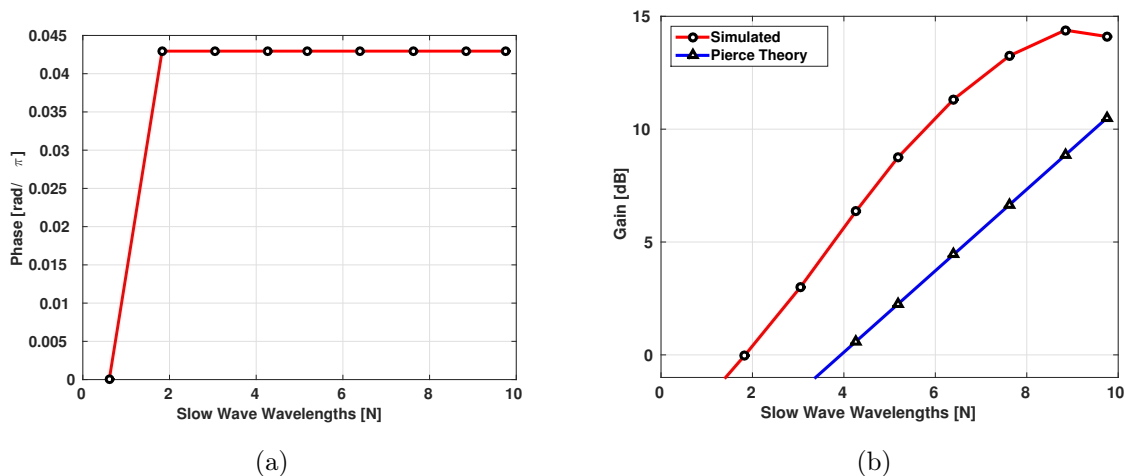 0.045
0.04
0.035
0.03
0.025
0.02
0.015
0.01
0.005
0
Phase [rad/ π]
0 2 4 6 8 10
Slow Wave Wavelengths [N]
(a)
15
10
5
0
Gain [dB]
Simulated
Pierce Theory
0 2 4 6 8 10
Slow Wave Wavelengths [N]
(b)